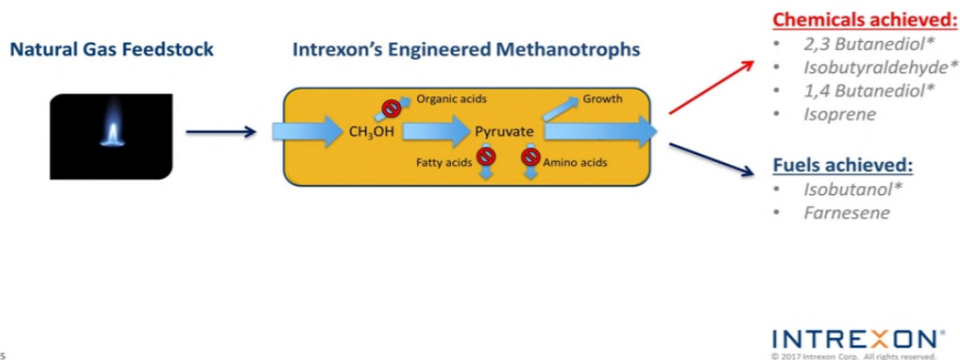 Natural Gas Feedstock
Intrexon's Engineered Methanotrophs
Organic acids
Growth
CH₃OH
Pyruvate
Fatty acids
Amino acids
Chemicals achieved:
• 2,3 Butanediol*
• Isobutyraldehyde*
• 1,4 Butanediol*
• Isoprene
Fuels achieved:
• Isobutanol*
• Farnesene
5
INTREXON®
© 2017 Intrexon Corp. All rights reserved.